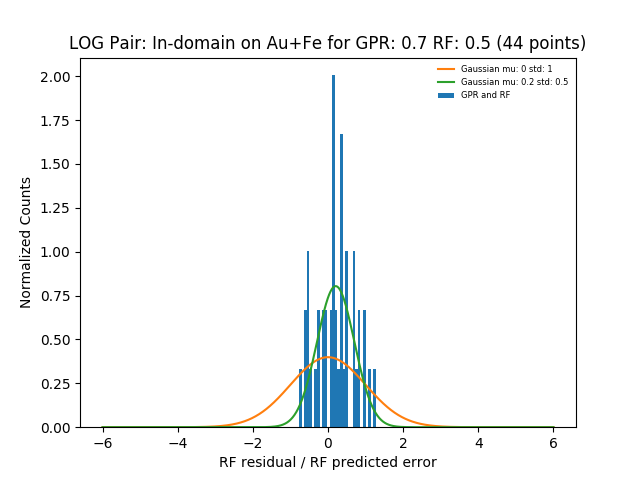 LOG Pair: In-domain on Au+Fe for GPR: 0.7 RF: 0.5 (44 points)
Gaussian mu: 0 std: 1
Gaussian mu: 0.2 std: 0.5
GPR and RF
Normalized Counts
2.00
1.75
1.50
1.25
1.00
0.75
0.50
0.25
0.00
−6 −4 −2 0 2 4 6
RF residual / RF predicted error